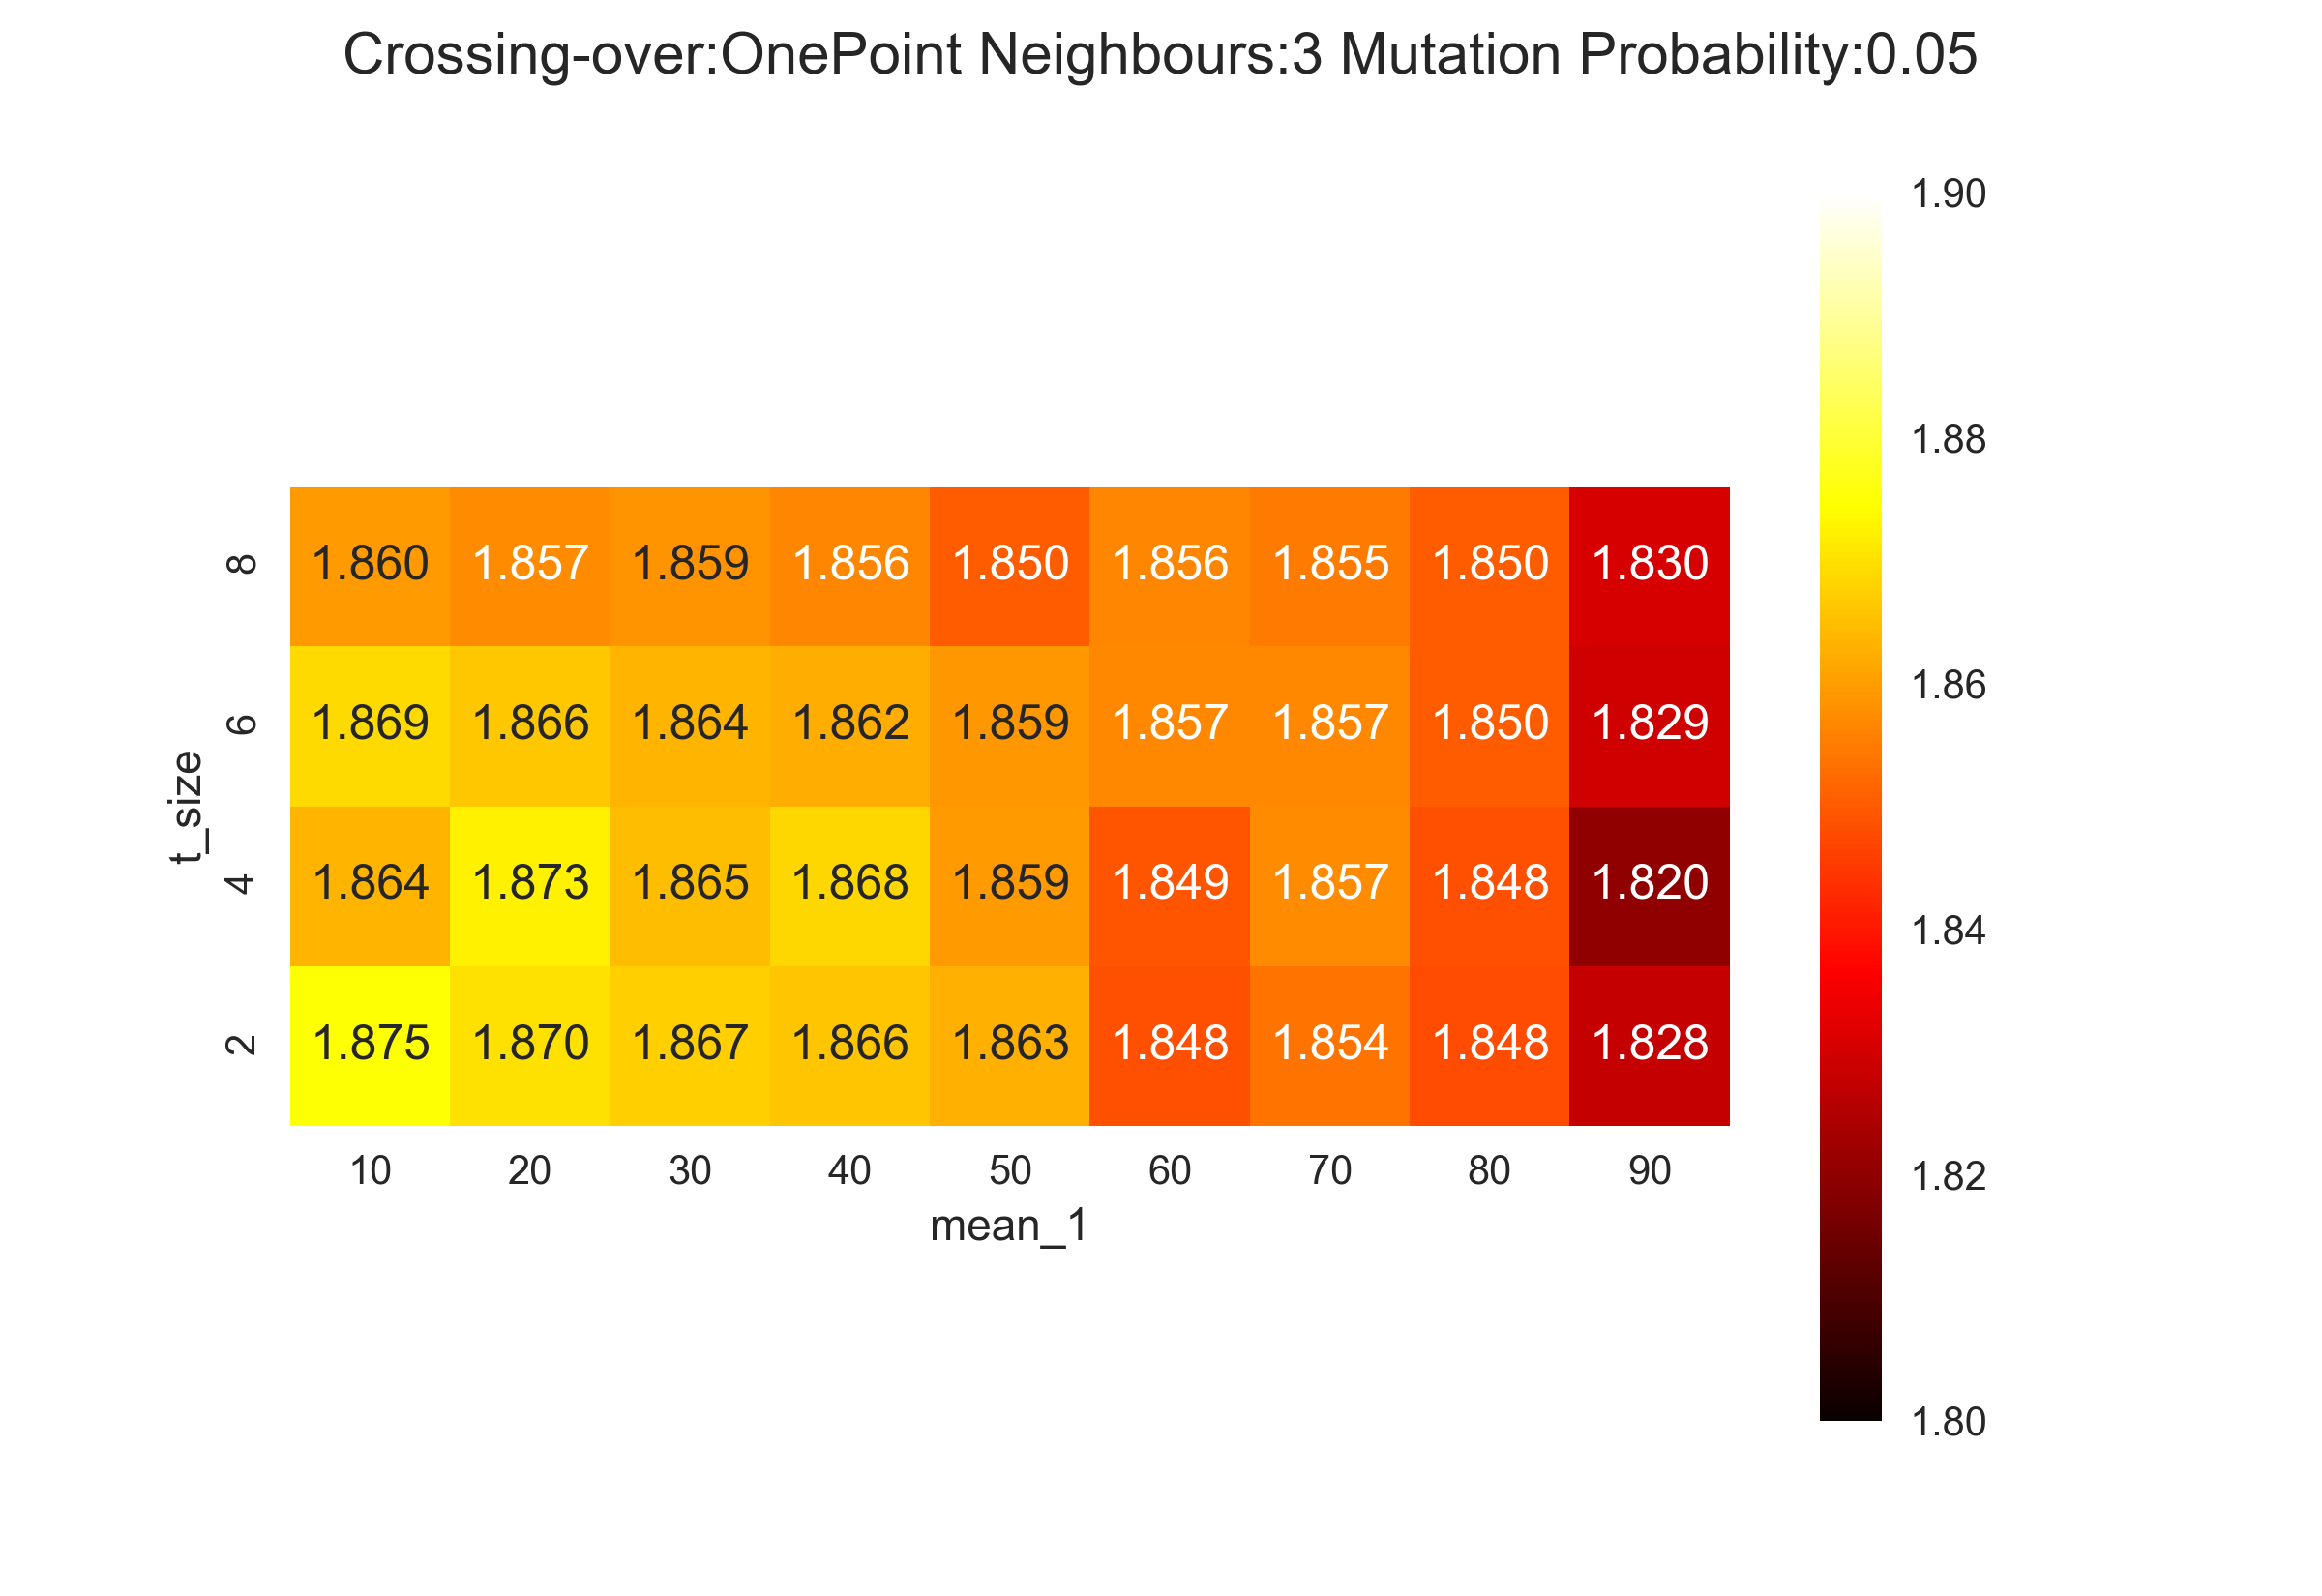 Crossing-over:OnePoint Neighbours:3 Mutation Probability:0.05
8 1.860 1.857 1.859 1.856 1.850 1.856 1.855 1.850 1.830
6 1.869 1.866 1.864 1.862 1.859 1.857 1.857 1.850 1.829
4 1.864 1.873 1.865 1.868 1.859 1.849 1.857 1.848 1.820
2 1.875 1.870 1.867 1.866 1.863 1.848 1.854 1.848 1.828
t_size
10 20 30 40 50 60 70 80 90
mean_1
1.90
1.88
1.86
1.84
1.82
1.80